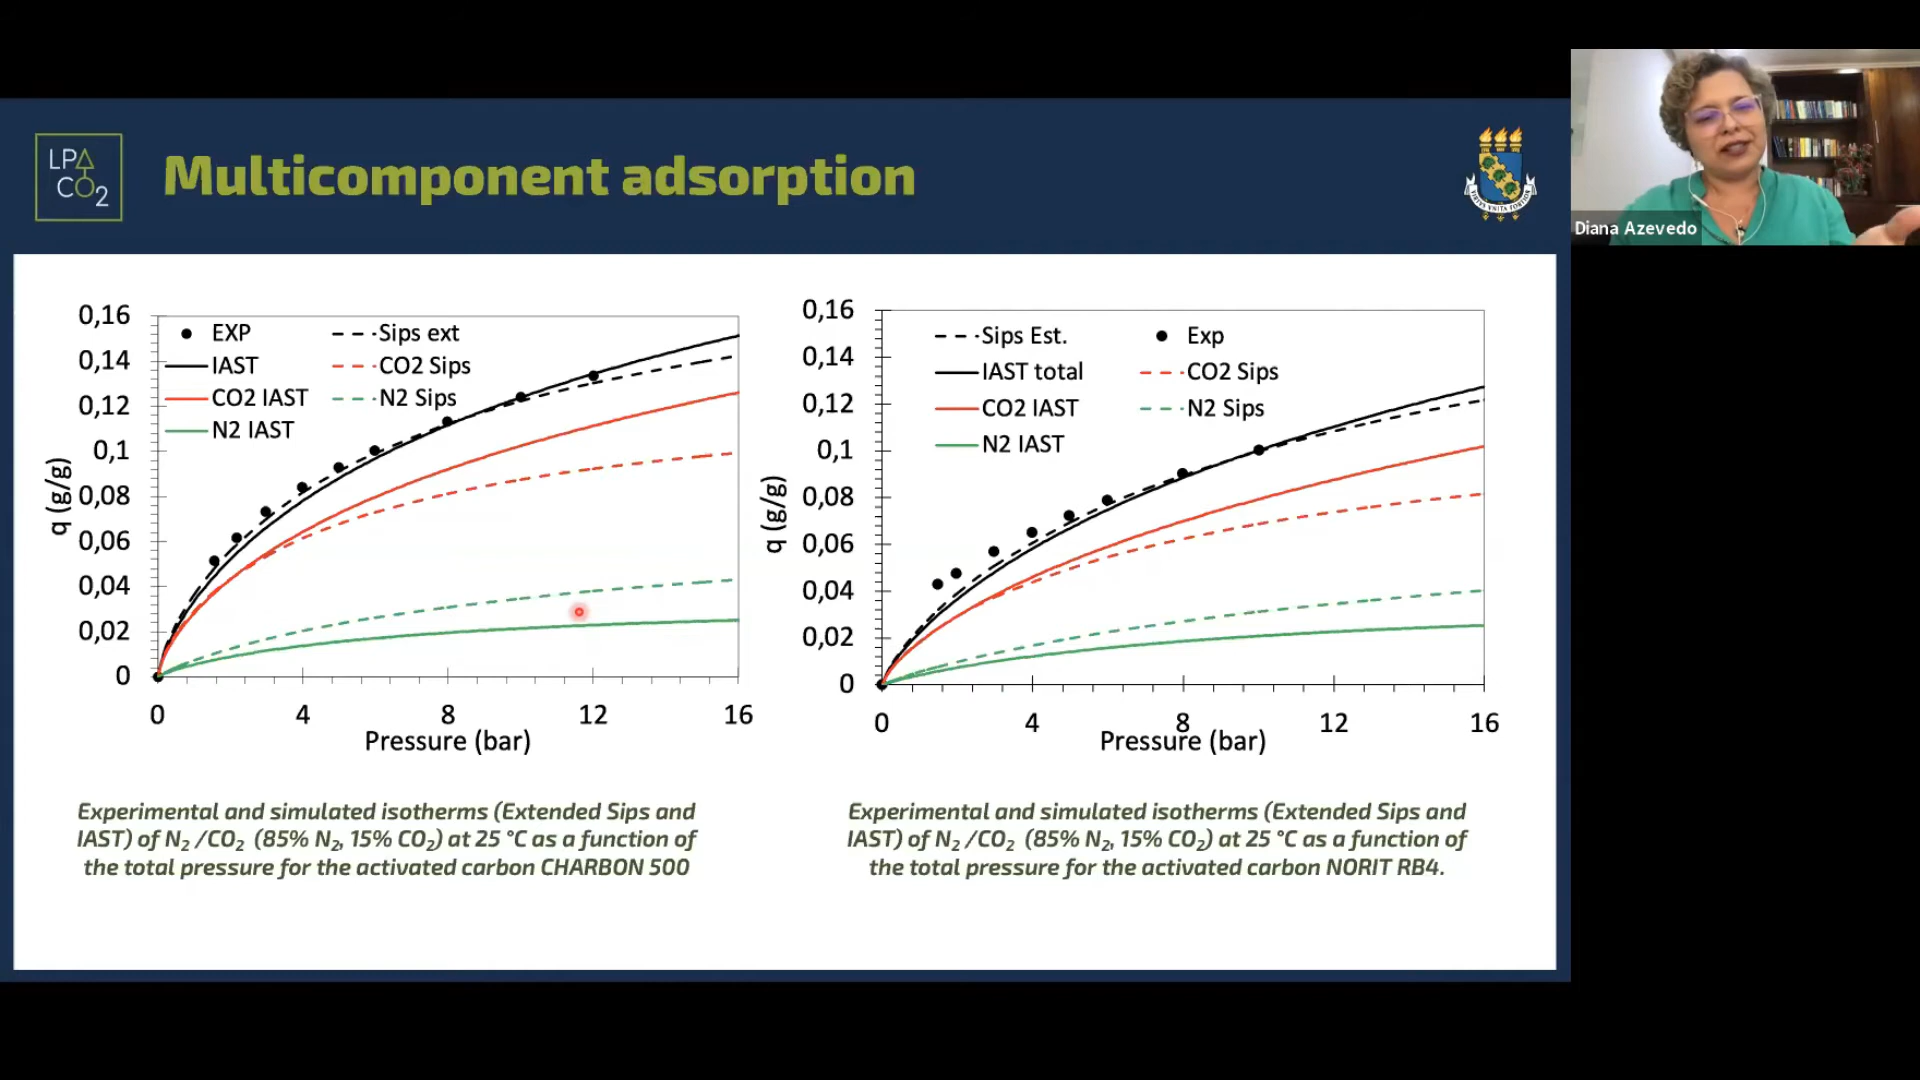 LPA
CO2
Multicomponent adsorption
Diana Azevedo
0,16
0,14
0,12
0,1
0,08
0,06
0,04
0,02
0
q (g/g)
EXP
Sips ext
IAST
CO2 Sips
CO2 IAST
N2 Sips
N2 IAST
0 4 8 12 16
Pressure (bar)
0,16
0,14
0,12
0,1
0,08
0,06
0,04
0,02
0
q (g/g)
Sips Est.
Exp
IAST total
CO2 Sips
CO2 IAST
N2 Sips
N2 IAST
0 4 8 12 16
Pressure (bar)
Experimental and simulated isotherms (Extended Sips and
IAST) of N2 /CO2 (85% N2, 15% CO2) at 25 °C as a function of
the total pressure for the activated carbon CHARBON 500
Experimental and simulated isotherms (Extended Sips and
IAST) of N2 /CO2 (85% N2, 15% CO2) at 25 °C as a function of
the total pressure for the activated carbon NORIT RB4.